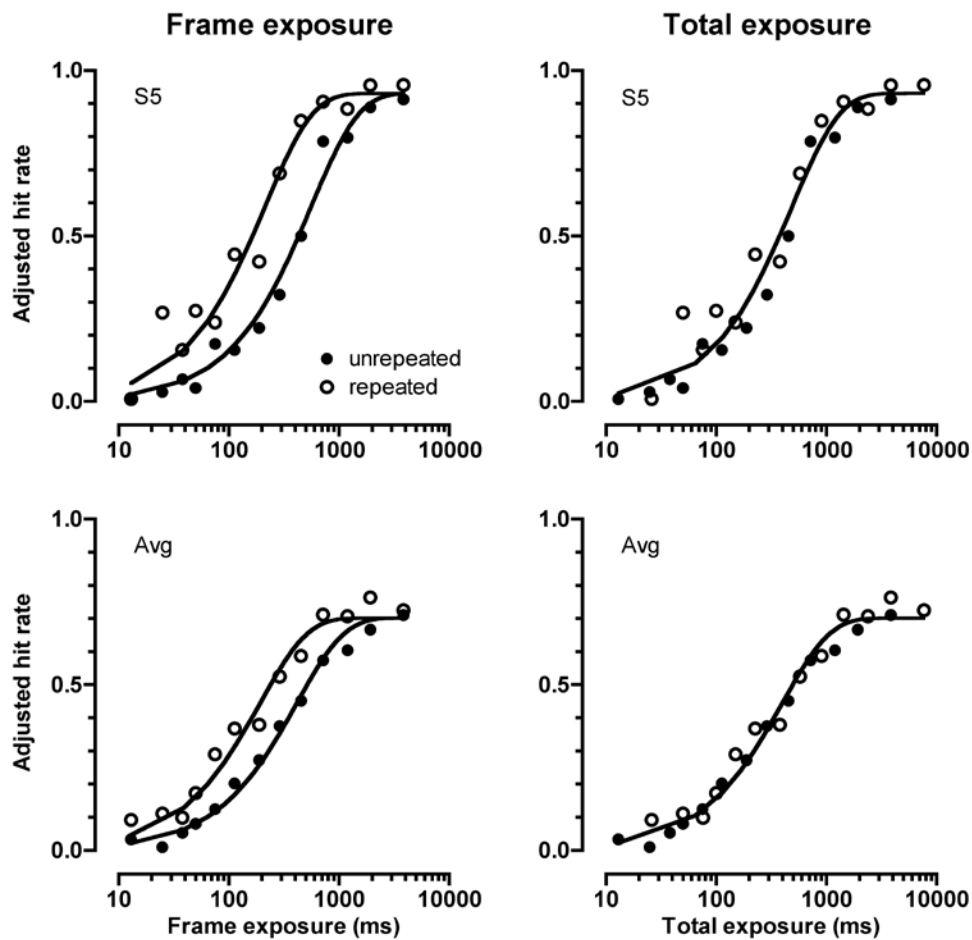 Frame exposure
Total exposure
Adjusted hit rate
1.0
0.5
0.0
S5
unrepeated
repeated
10 100 1000 10000
1.0
0.5
0.0
S5
10 100 1000 10000
Adjusted hit rate
1.0
0.5
0.0
Avg
10 100 1000 10000
Frame exposure (ms)
1.0
0.5
0.0
Avg
10 100 1000 10000
Total exposure (ms)